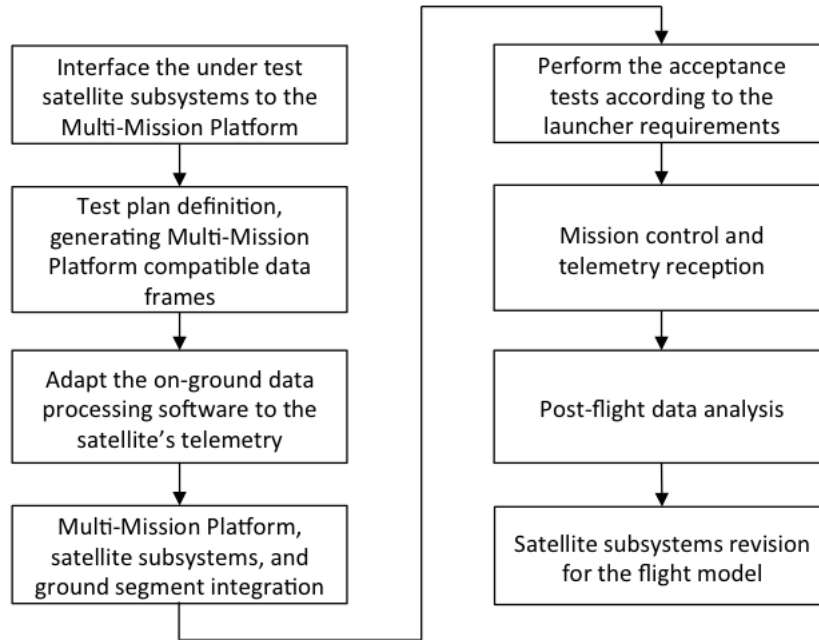 Interface the under test
satellite subsystems to the
Multi-Mission Platform
Test plan definition,
generating Multi-Mission
Platform compatible data
frames
Adapt the on-ground data
processing software to the
satellite’s telemetry
Multi-Mission Platform,
satellite subsystems, and
ground segment integration
Perform the acceptance
tests according to the
launcher requirements
Mission control and
telemetry reception
Post-flight data analysis
Satellite subsystems revision
for the flight model